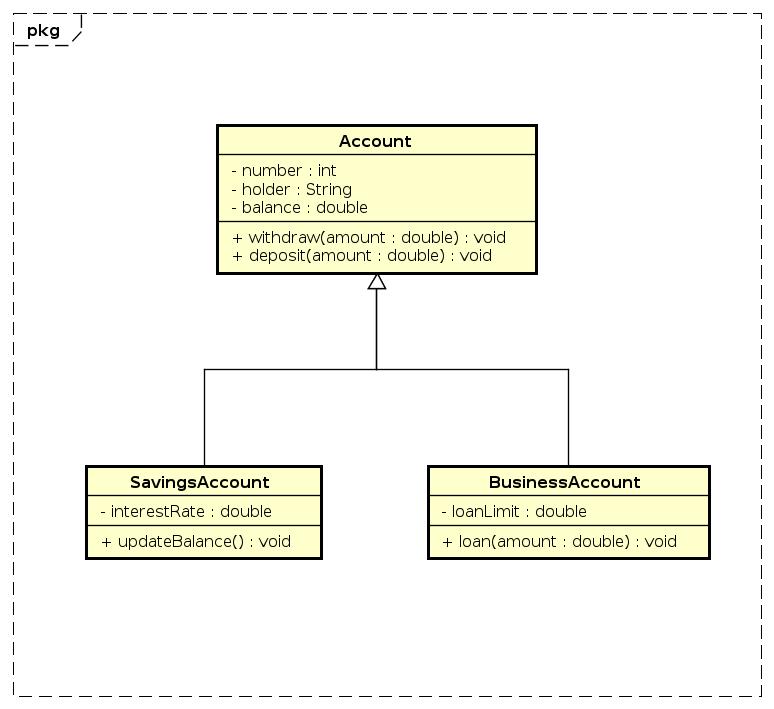 pkg
Account
- number : int
- holder : String
- balance : double
+ withdraw(amount : double) : void
+ deposit(amount : double) : void
SavingsAccount
- interestRate : double
+ updateBalance() : void
BusinessAccount
- loanLimit : double
+ loan(amount : double) : void